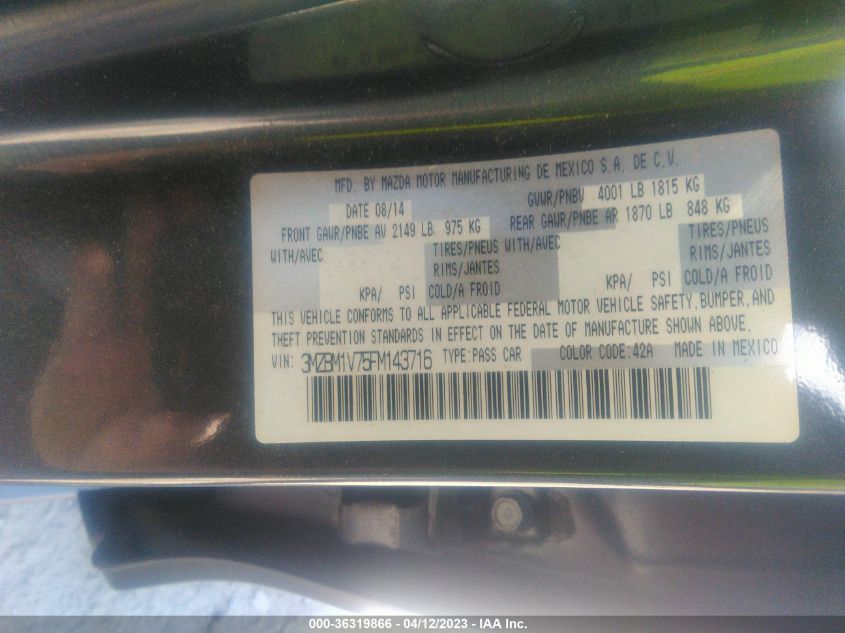 MFD. BY MAZDA MOTOR MANUFACTURING DE MEXICO S.A. DE C.V.
DATE 08/14 GVWR/PNBV 4001 LB 1815 KG
FRONT GAWR/PNBE AV 2149 LB 975 KG REAR GAWR/PNBE AR 1870 LB 848 KG
WITH/AVEC TIRES/PNEUS WITH/AVEC TIRES/PNEUS
RIMS/JANTES RIMS/JANTES
KPA/ PSI COLD/A FROID KPA/ PSI COLD/A FROID
THIS VEHICLE CONFORMS TO ALL APPLICABLE FEDERAL MOTOR VEHICLE SAFETY,BUMPER,AND
THEFT PREVENTION STANDARDS IN EFFECT ON THE DATE OF MANUFACTURE SHOWN ABOVE.
VIN: 3MZBM1V75FM143716 TYPE:PASS CAR COLOR CODE:42A MADE IN MEXICO
000-36319866 - 04/12/2023 - IAA Inc.